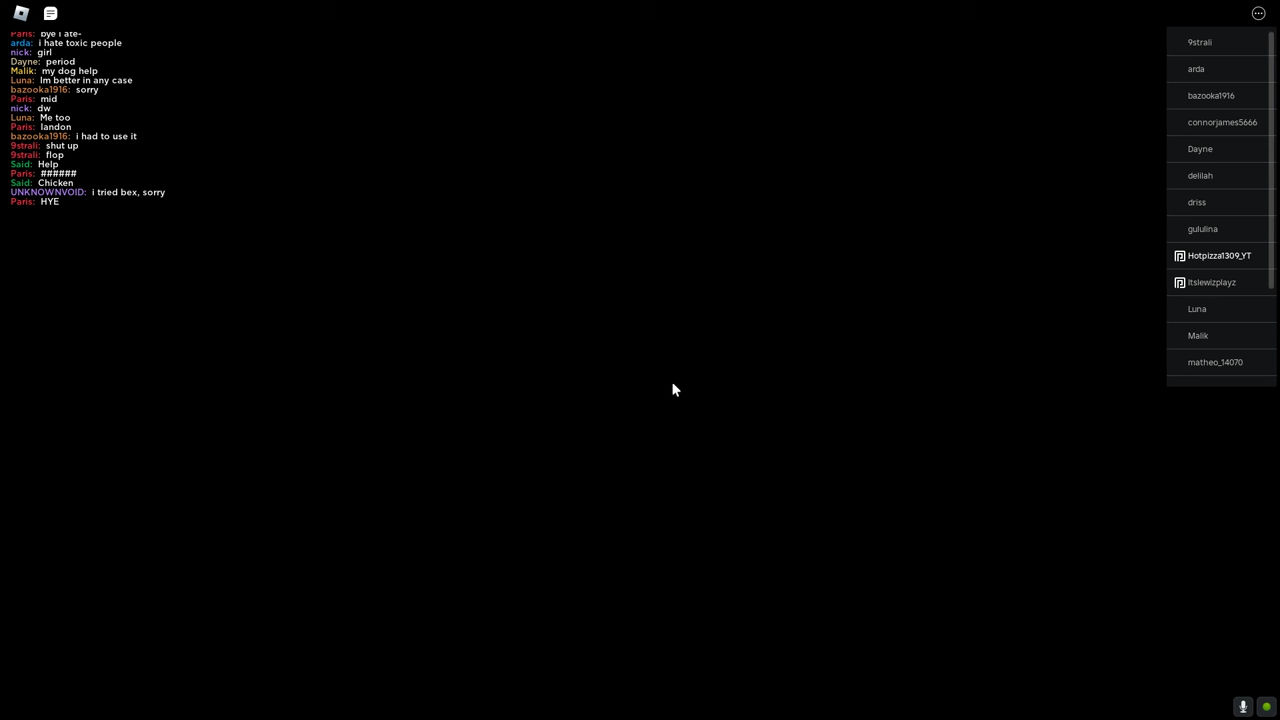 Paris: bye i ate-
arda: i hate toxic people
nick: girl
Dayne: period
Malik: my dog help
Luna: Im better in any case
bazooka1916: sorry
Paris: mid
nick: dw
Luna: Me too
Paris: landon
bazooka1916: i had to use it
9strali: shut up
9strali: flop
Said: Help
Paris: ######
Said: Chicken
UNKNOWNVOID: i tried bex, sorry
Paris: HYE
9strali
arda
bazooka1916
connorjames5666
Dayne
delilah
driss
gululina
Hotpizza1309_YT
Itslewizplayz
Luna
Malik
matheo_14070